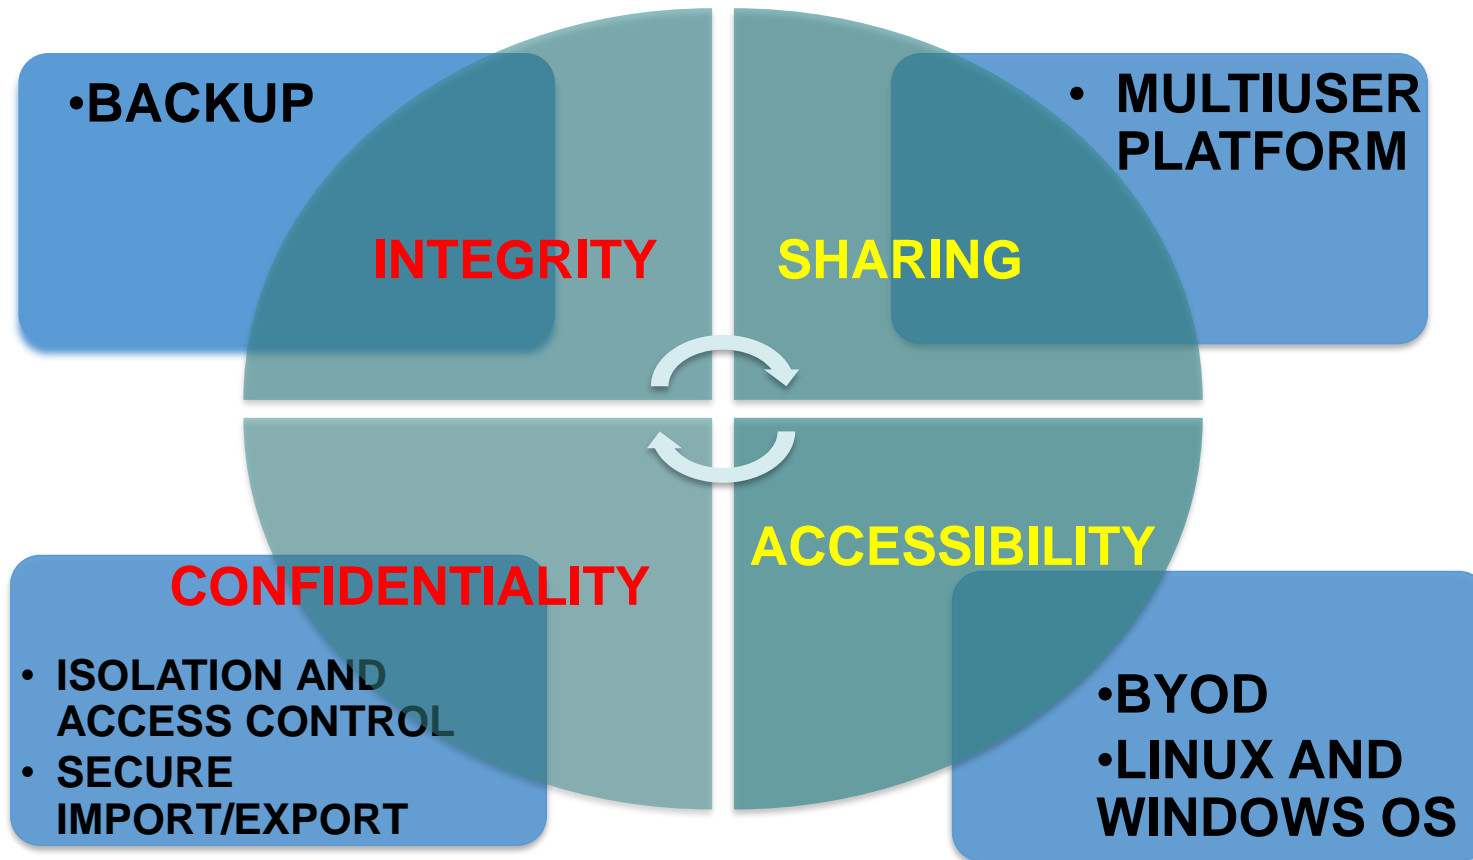 •BACKUP
• MULTIUSER
PLATFORM
INTEGRITY
SHARING
CONFIDENTIALITY
ACCESSIBILITY
• ISOLATION AND
ACCESS CONTROL
• SECURE
IMPORT/EXPORT
•BYOD
•LINUX AND
WINDOWS OS